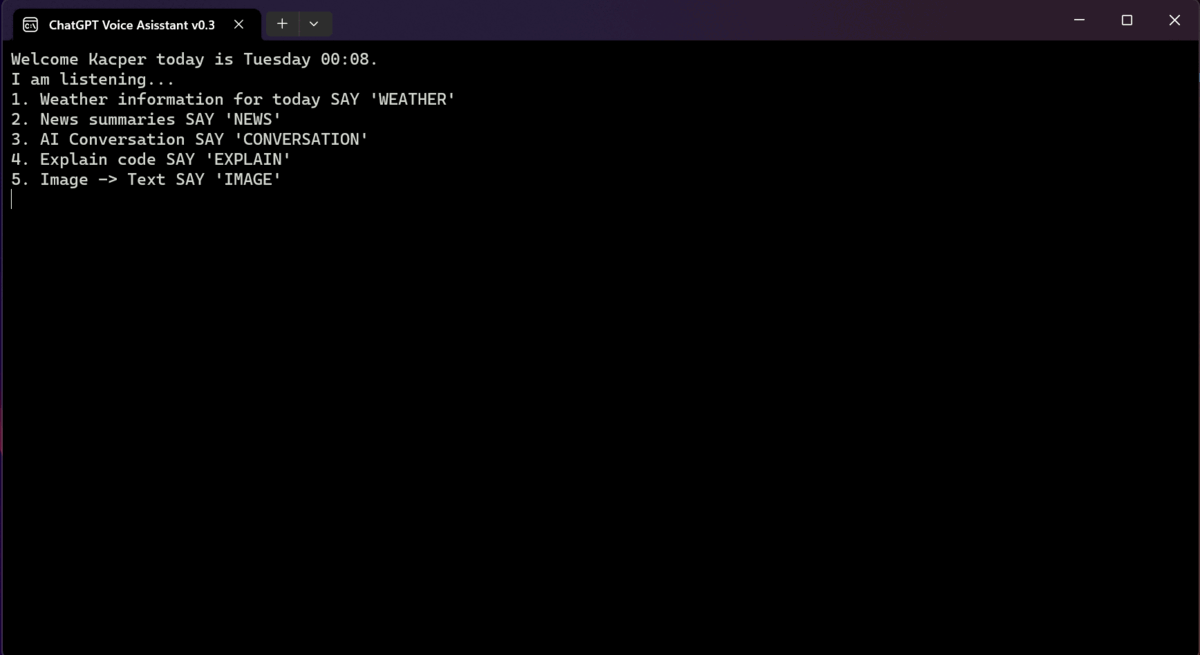 ChatGPT Voice Asisstant v0.3
Welcome Kacper today is Tuesday 00:08.
I am listening...
1. Weather information for today SAY 'WEATHER'
2. News summaries SAY 'NEWS'
3. AI Conversation SAY 'CONVERSATION'
4. Explain code SAY 'EXPLAIN'
5. Image -> Text SAY 'IMAGE'